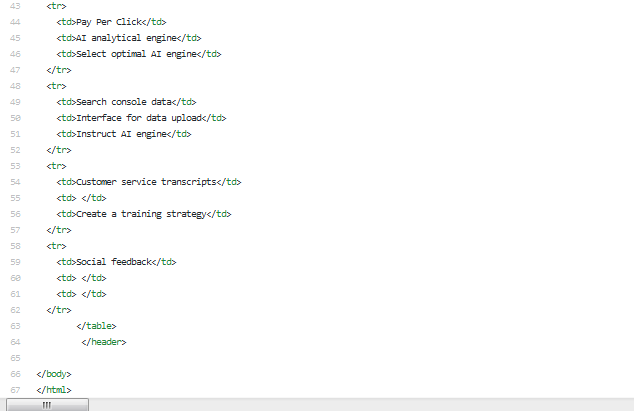 43 <tr>
44 <td>Pay Per Click</td>
45 <td>AI analytical engine</td>
46 <td>Select optimal AI engine</td>
47 </tr>
48 <tr>
49 <td>Search console data</td>
50 <td>Interface for data upload</td>
51 <td>Instruct AI engine</td>
52 </tr>
53 <tr>
54 <td>Customer service transcripts</td>
55 <td> </td>
56 <td>Create a training strategy</td>
57 </tr>
58 <tr>
59 <td>Social feedback</td>
60 <td> </td>
61 <td> </td>
62 </tr>
63 </table>
64 </header>
65
66 </body>
67 </html>